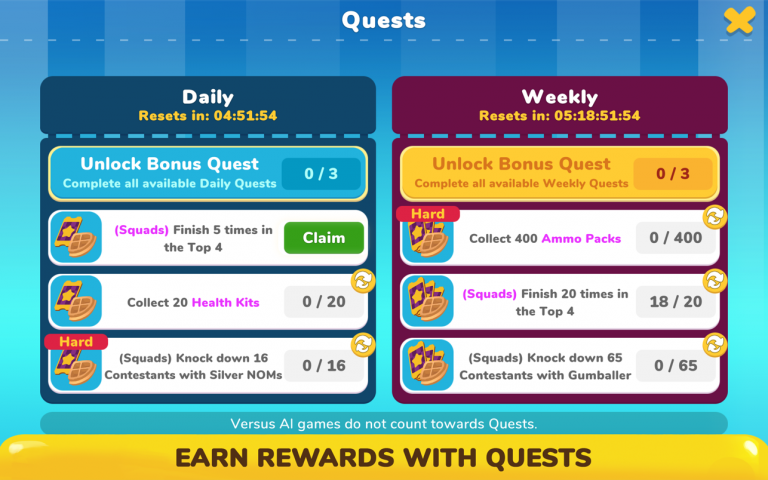 Quests
Daily
Resets in: 04:51:54
Unlock Bonus Quest
Complete all available Daily Quests
0 / 3
(Squads) Finish 5 times in
the Top 4
Claim
Collect 20 Health Kits
0 / 20
Hard
(Squads) Knock down 16
Contestants with Silver NOMs
0 / 16
Weekly
Resets in: 05:18:51:54
Unlock Bonus Quest
Complete all available Weekly Quests
0 / 3
Hard
Collect 400 Ammo Packs
0 / 400
(Squads) Finish 20 times in
the Top 4
18 / 20
(Squads) Knock down 65
Contestants with Gumballer
0 / 65
Versus AI games do not count towards Quests.
EARN REWARDS WITH QUESTS